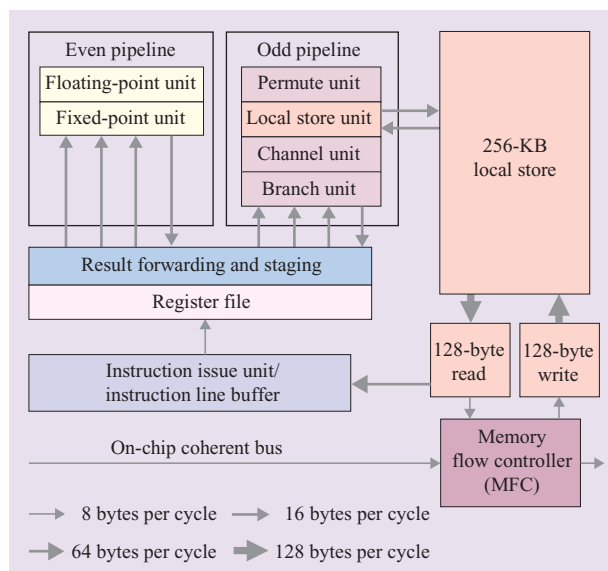 Even pipeline
Floating-point unit
Fixed-point unit
Odd pipeline
Permute unit
Local store unit
Channel unit
Branch unit
256-KB
local store
Result forwarding and staging
Register file
Instruction issue unit/
instruction line buffer
128-byte
read
128-byte
write
On-chip coherent bus
Memory
flow controller
(MFC)
8 bytes per cycle
16 bytes per cycle
64 bytes per cycle
128 bytes per cycle